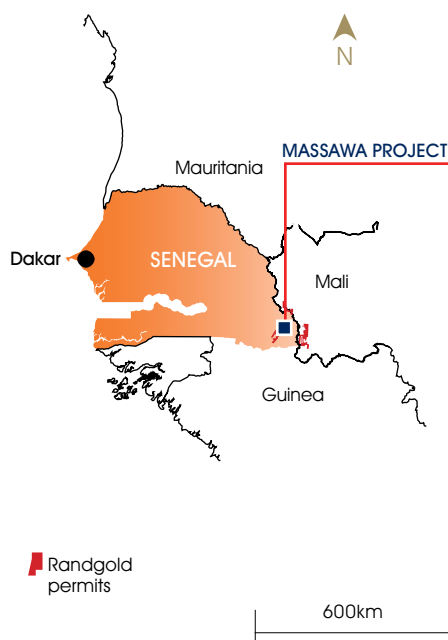 N
MASSAWA PROJECT
Mauritania
Dakar
SENEGAL
Mali
Guinea
Randgold
permits
600km